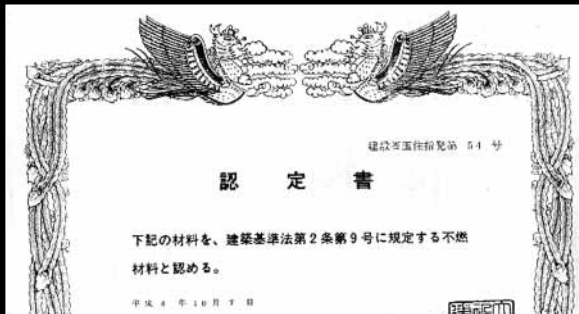 建設省住指発第 54 号
認 定 書
下記の材料を、建築基準法第2条第9号に規定する不燃
材料と認める。
平成 4 年 10 月 7 日